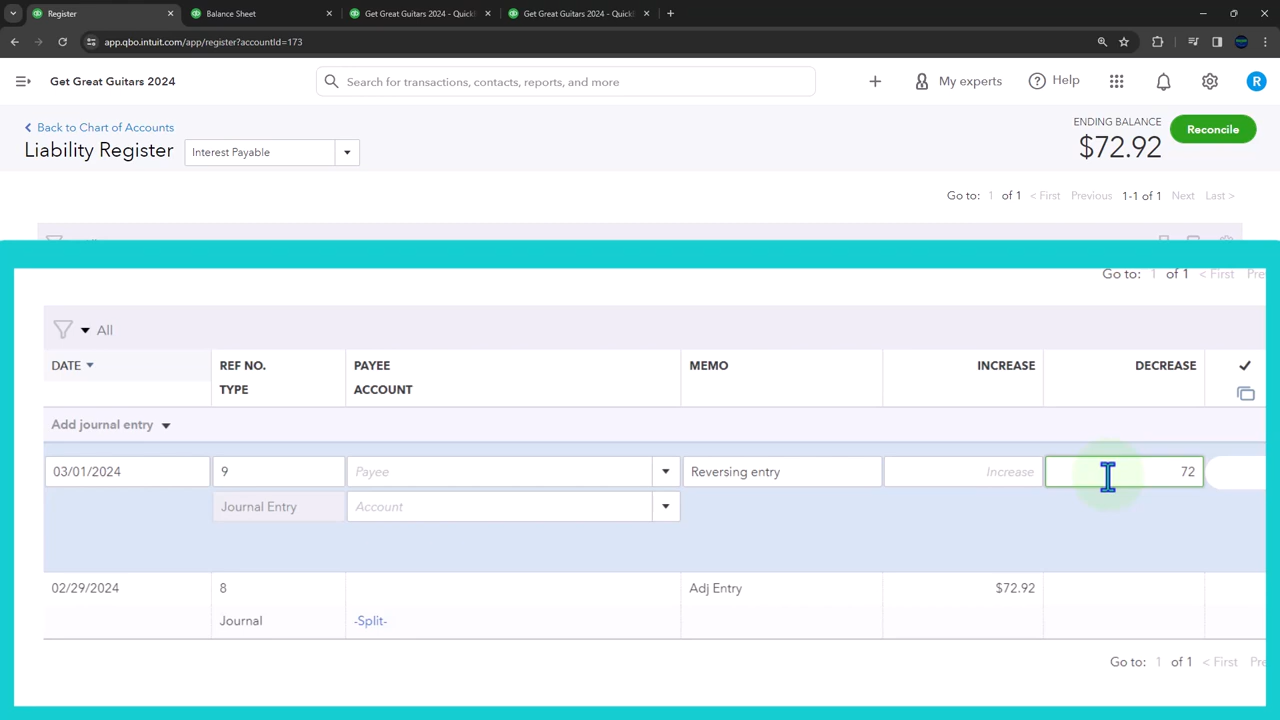 Register
Balance Sheet
Get Great Guitars 2024 - QuickB
Get Great Guitars 2024 - QuickB
app.qbo.intuit.com/app/register?accountId=173
Get Great Guitars 2024
Search for transactions, contacts, reports, and more
My experts
Help
R
Back to Chart of Accounts
ENDING BALANCE
Liability Register
Interest Payable
$72.92
Reconcile
Go to: 1 of 1 < First Previous 1-1 of 1 Next Last >
Go to: 1 of 1 < First Pre
All
DATE REF NO. PAYEE MEMO INCREASE DECREASE
TYPE ACCOUNT
Add journal entry
03/01/2024 9 Payee Reversing entry Increase 72
Journal Entry Account
02/29/2024 8 Adj Entry $72.92
Journal -Split-
Go to: 1 of 1 < First Pre